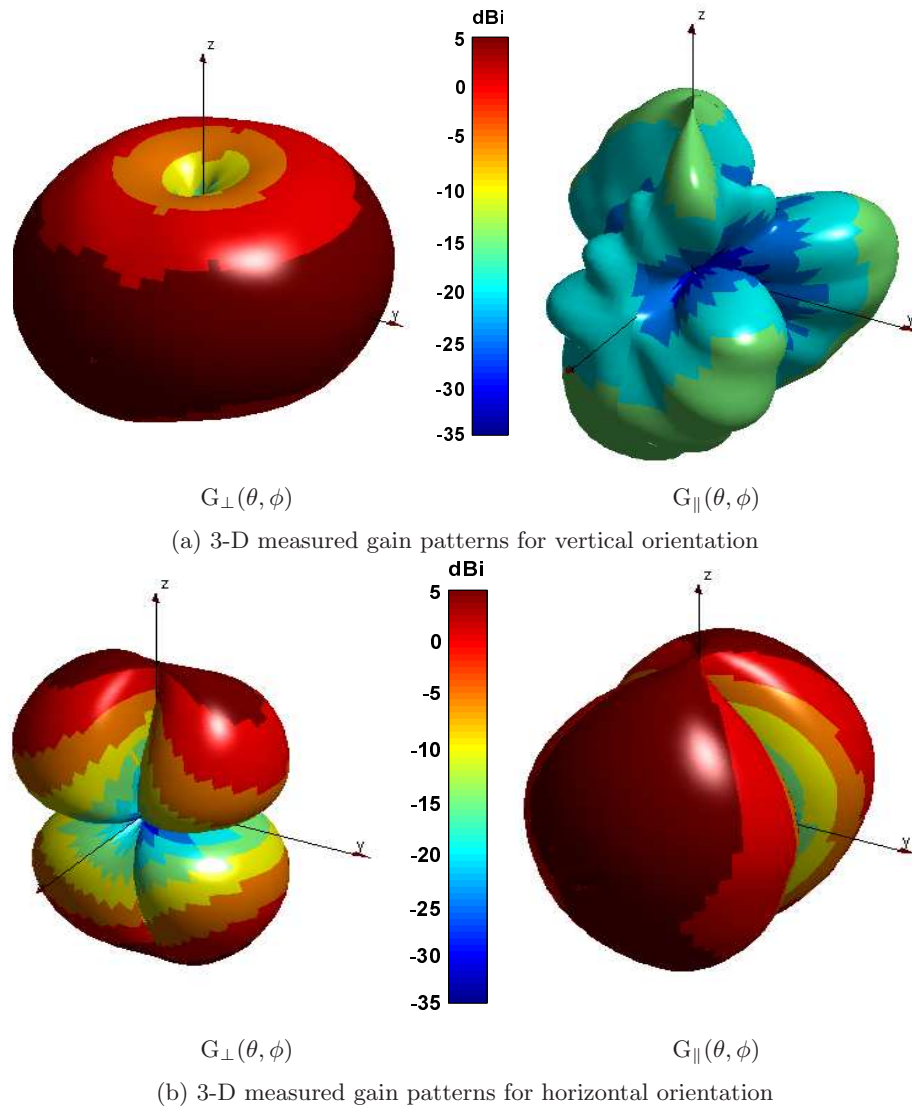 dBi
z
z
5
0
-5
-10
-15
-20
-25
-30
-35
y
y
x
G⊥(θ, ϕ)
G∥(θ, ϕ)
(a) 3-D measured gain patterns for vertical orientation
dBi
z
z
5
0
-5
-10
-15
-20
-25
-30
-35
y
y
G⊥(θ, ϕ)
G∥(θ, ϕ)
(b) 3-D measured gain patterns for horizontal orientation